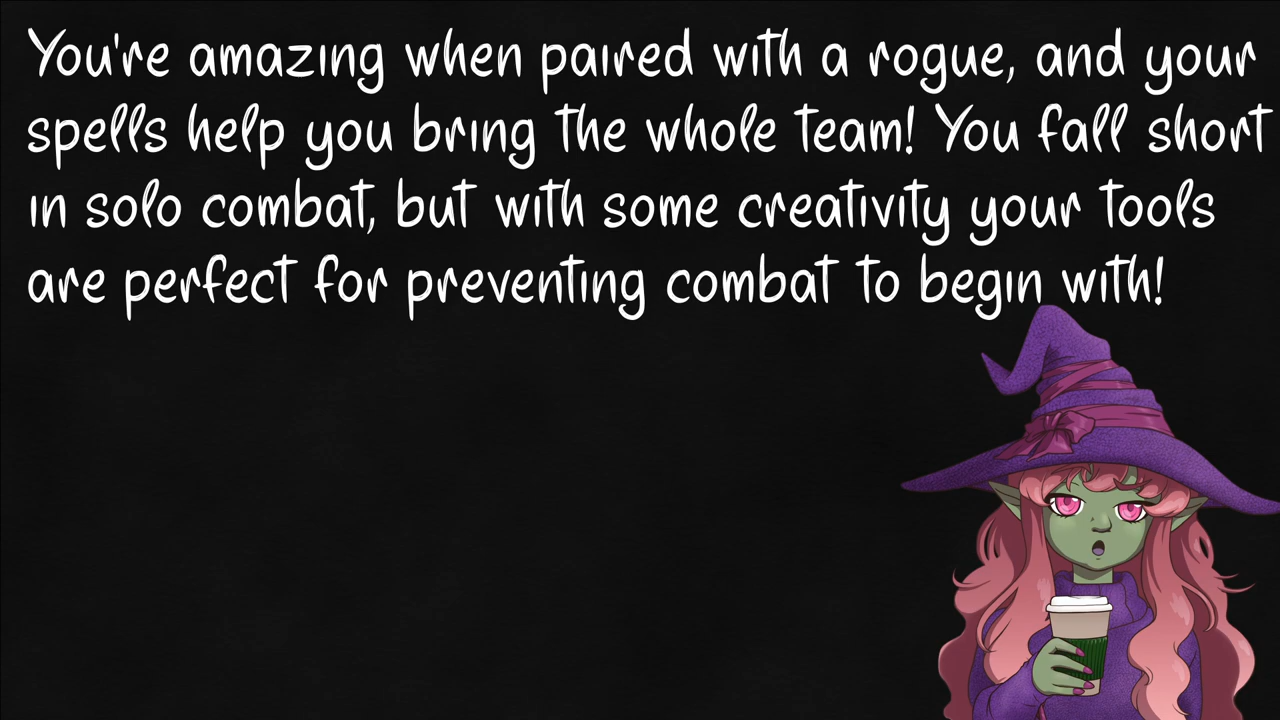 You're amazing when paired with a rogue, and your
spells help you bring the whole team! You fall short
in solo combat, but with some creativity your tools
are perfect for preventing combat to begin with!